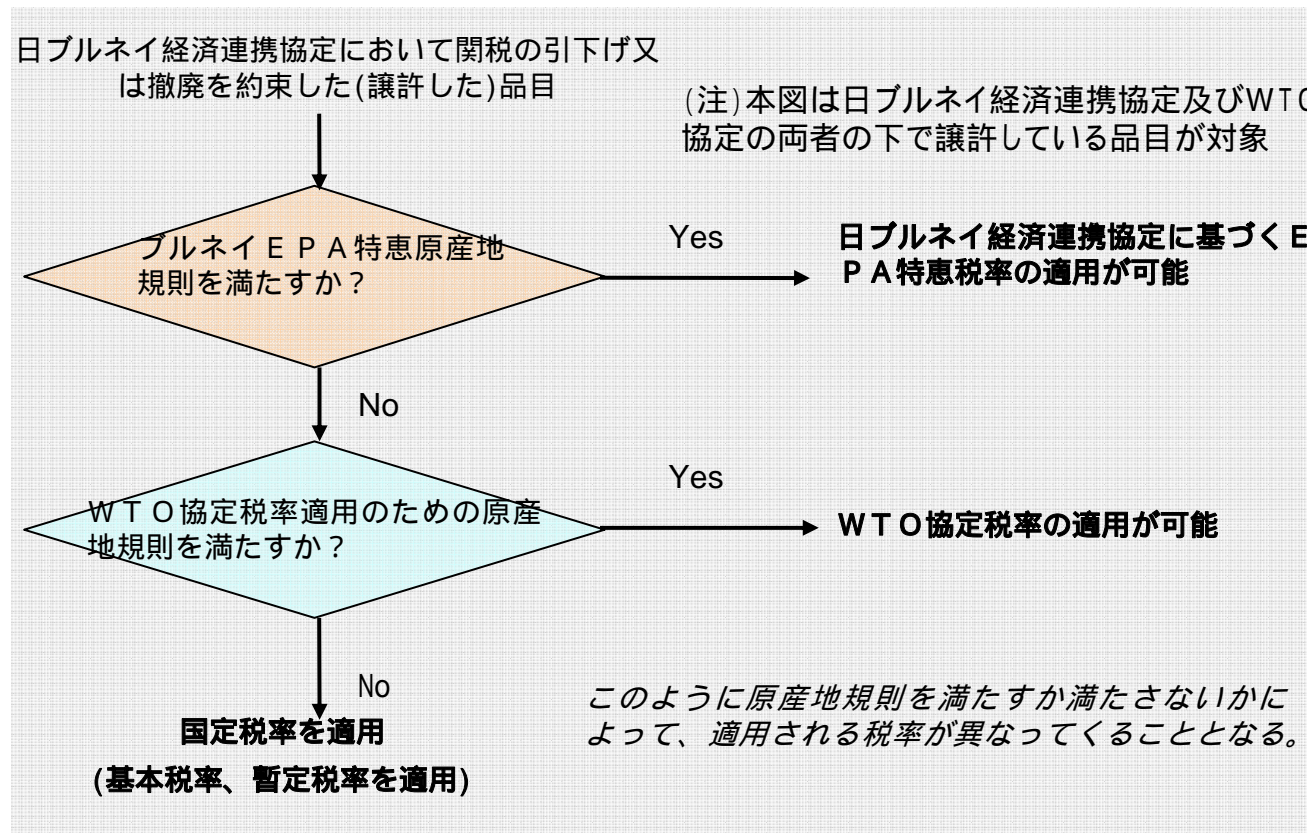 日ブルネイ経済連携協定において関税の引下げ又
は撤廃を約束した(譲許した)品目
(注)本図は日ブルネイ経済連携協定及びWTO
協定の両者の下で譲許している品目が対象
ブルネイＥＰＡ特恵原産地
規則を満たすか？
Yes
日ブルネイ経済連携協定に基づくＥ
ＰＡ特恵税率の適用が可能
No
ＷＴＯ協定税率適用のための原産
地規則を満たすか？
Yes
ＷＴＯ協定税率の適用が可能
No
国定税率を適用
(基本税率、暫定税率を適用)
このように原産地規則を満たすか満たさないかに
よって、適用される税率が異なってくることとなる。